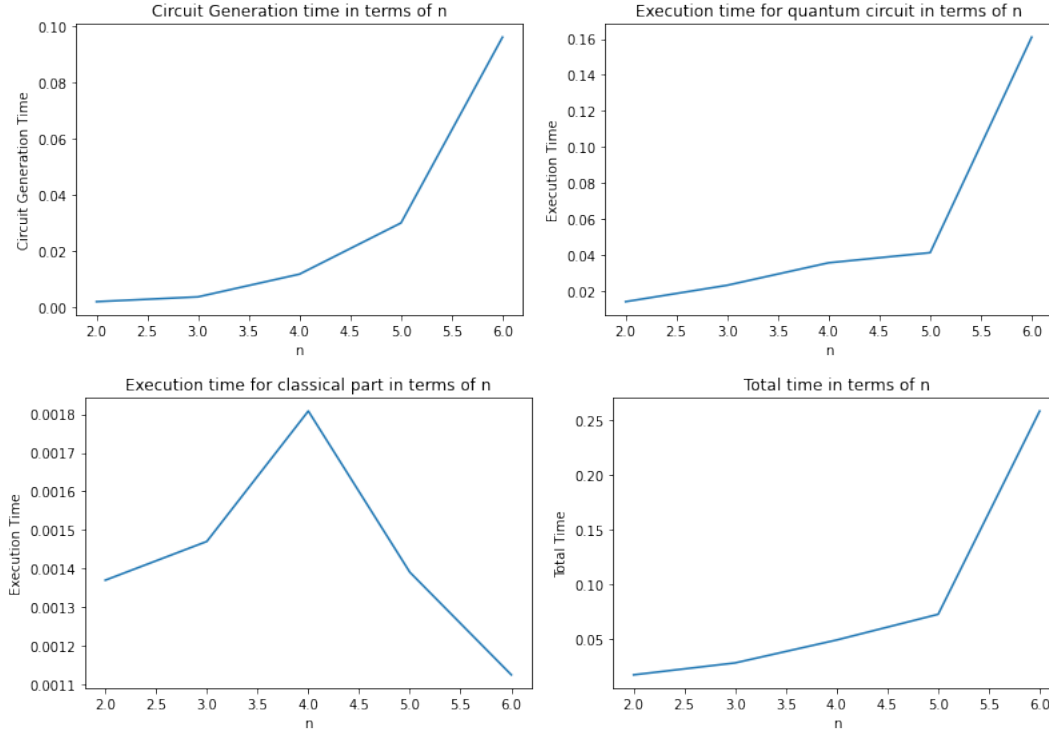 Circuit Generation time in terms of n
Circuit Generation Time
0.10
0.08
0.06
0.04
0.02
0.00
2.0 2.5 3.0 3.5 4.0 4.5 5.0 5.5 6.0
n
Execution time for quantum circuit in terms of n
Execution Time
0.16
0.14
0.12
0.10
0.08
0.06
0.04
0.02
2.0 2.5 3.0 3.5 4.0 4.5 5.0 5.5 6.0
n
Execution time for classical part in terms of n
Execution Time
0.0018
0.0017
0.0016
0.0015
0.0014
0.0013
0.0012
0.0011
2.0 2.5 3.0 3.5 4.0 4.5 5.0 5.5 6.0
n
Total time in terms of n
Total Time
0.25
0.20
0.15
0.10
0.05
2.0 2.5 3.0 3.5 4.0 4.5 5.0 5.5 6.0
n